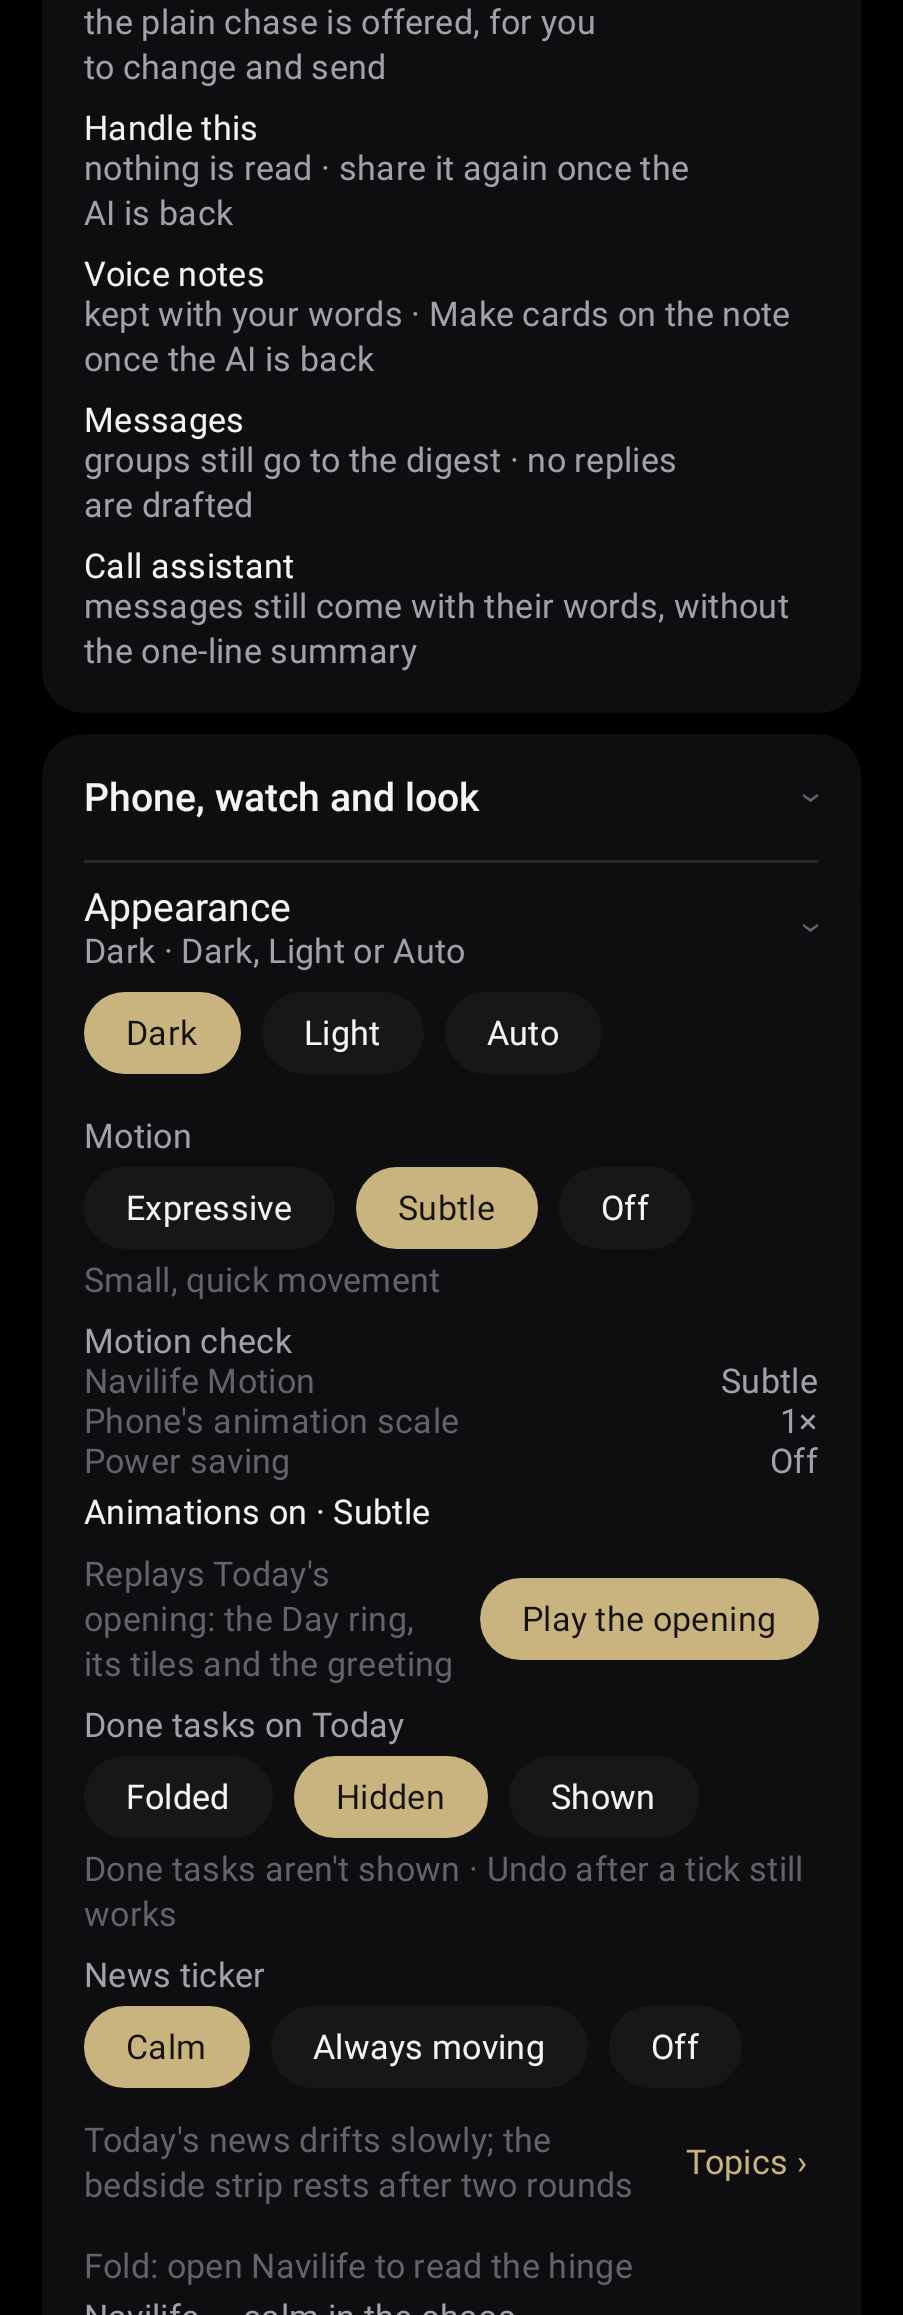 the plain chase is offered, for you
to change and send
Handle this
nothing is read · share it again once the
AI is back
Voice notes
kept with your words · Make cards on the note
once the AI is back
Messages
groups still go to the digest · no replies
are drafted
Call assistant
messages still come with their words, without
the one-line summary
Phone, watch and look
Appearance
Dark · Dark, Light or Auto
Dark Light Auto
Motion
Expressive Subtle Off
Small, quick movement
Motion check
Navilife Motion Subtle
Phone's animation scale 1×
Power saving Off
Animations on · Subtle
Replays Today's
opening: the Day ring,
its tiles and the greeting
Play the opening
Done tasks on Today
Folded Hidden Shown
Done tasks aren't shown · Undo after a tick still
works
News ticker
Calm Always moving Off
Today's news drifts slowly; the
bedside strip rests after two rounds
Topics ›
Fold: open Navilife to read the hinge